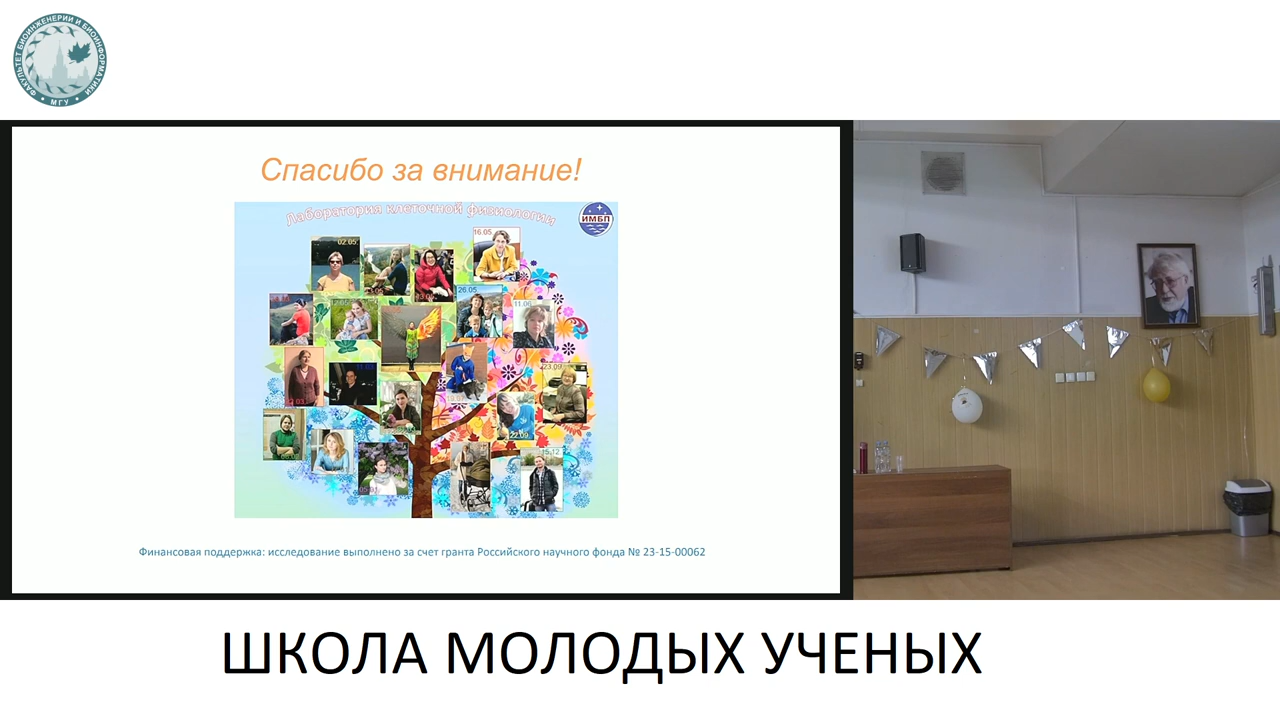 ФАКУЛЬТЕТ БИОИНЖЕНЕРИИ И БИОИНФОРМАТИКИ
МГУ
Спасибо за внимание!
Лаборатория клеточной физиологии
ИМБП
02.05
16.05
26.05
11.06
23.09
22.09
15.12
Финансовая поддержка: исследование выполнено за счет гранта Российского научного фонда № 23-15-00062
ШКОЛА МОЛОДЫХ УЧЕНЫХ